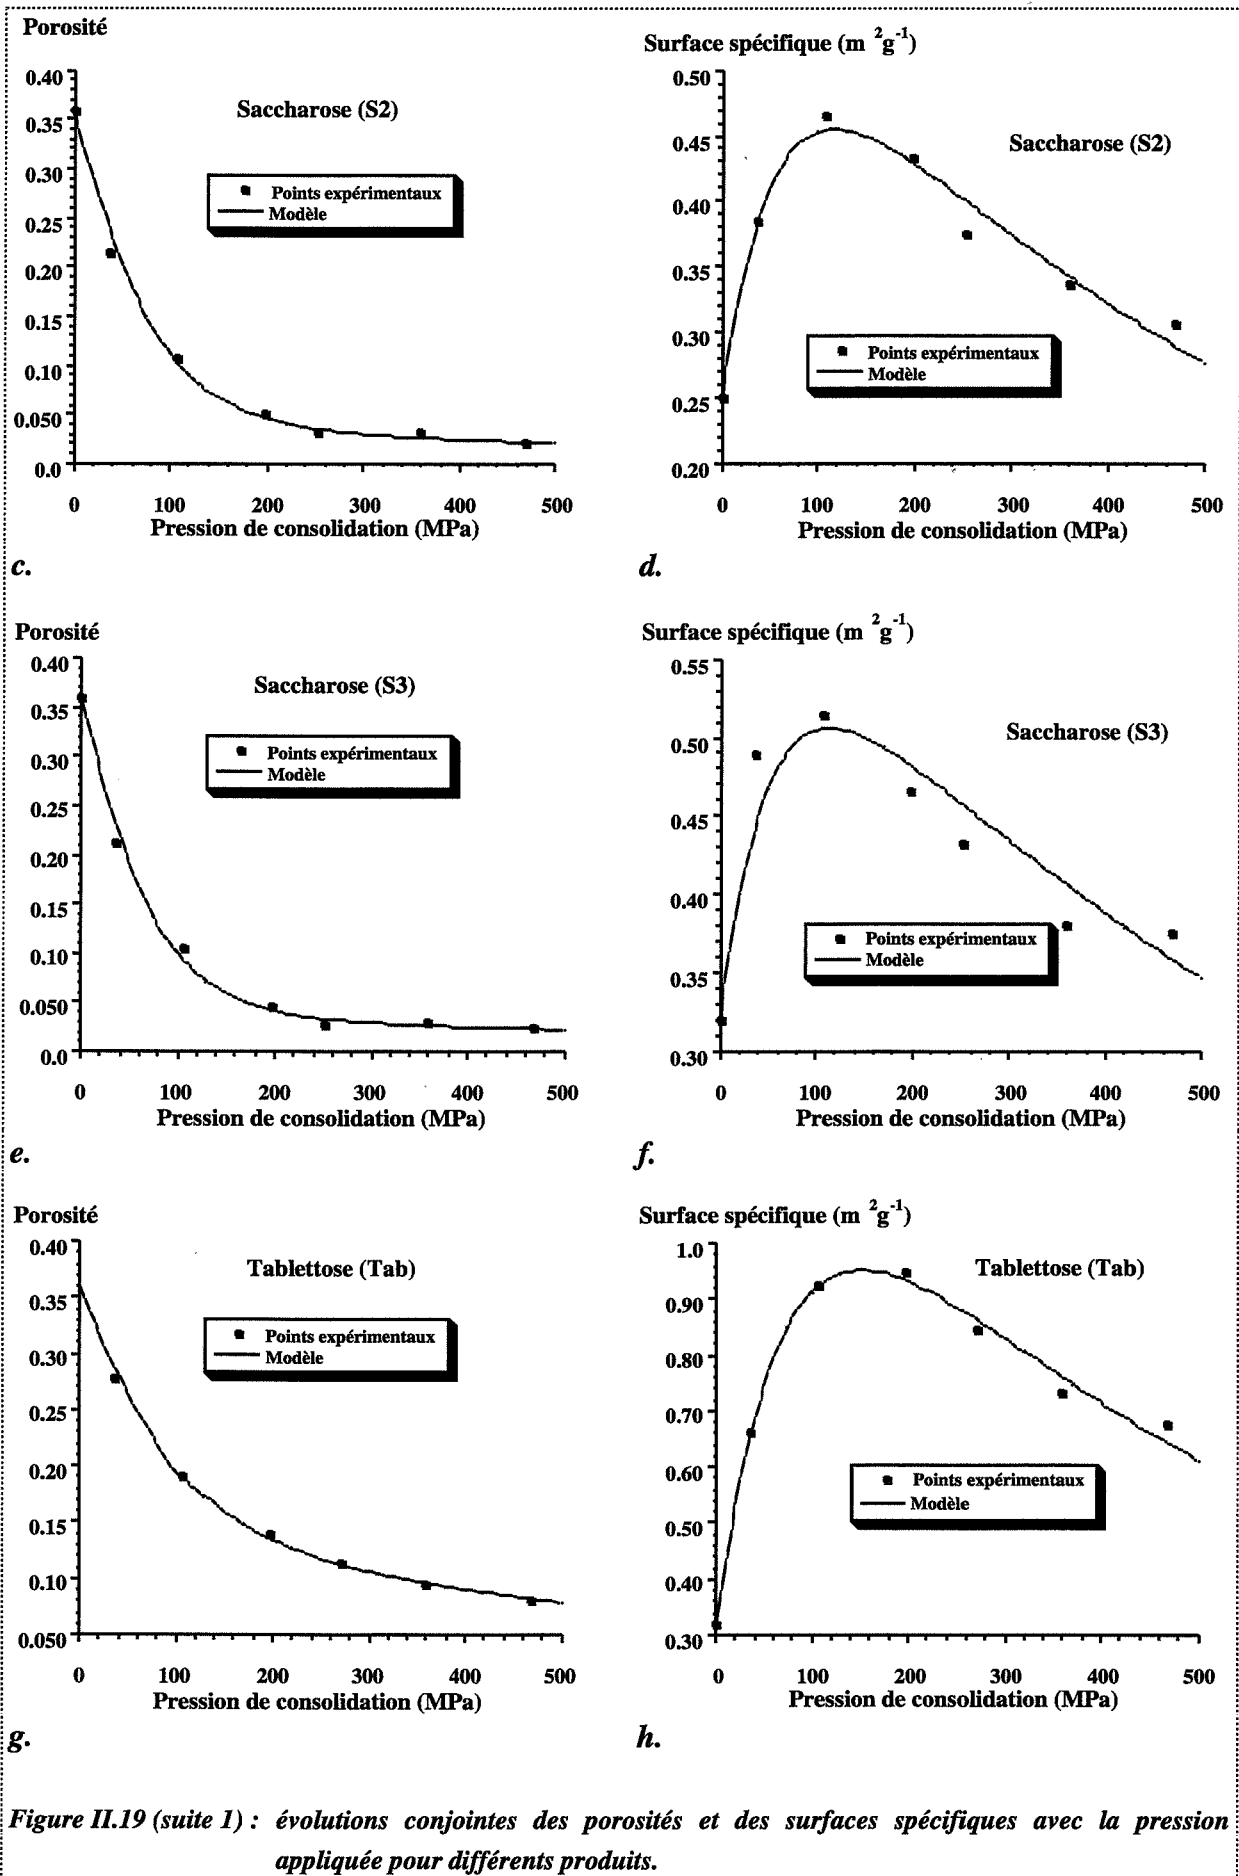 Porosité
0.40
0.35
0.30
0.25
0.20
0.15
0.10
0.050
0.0
Saccharose (S2)
Points expérimentaux
Modèle
0 100 200 300 400 500
Pression de consolidation (MPa)
c.
Surface spécifique (m ²g⁻¹)
0.50
0.45
0.40
0.35
0.30
0.25
0.20
Saccharose (S2)
Points expérimentaux
Modèle
0 100 200 300 400 500
Pression de consolidation (MPa)
d.
Porosité
0.40
0.35
0.30
0.25
0.20
0.15
0.10
0.050
0.0
Saccharose (S3)
Points expérimentaux
Modèle
0 100 200 300 400 500
Pression de consolidation (MPa)
e.
Surface spécifique (m ²g⁻¹)
0.55
0.50
0.45
0.40
0.35
0.30
Saccharose (S3)
Points expérimentaux
Modèle
0 100 200 300 400 500
Pression de consolidation (MPa)
f.
Porosité
0.40
0.35
0.30
0.25
0.20
0.15
0.10
0.050
Tablettose (Tab)
Points expérimentaux
Modèle
0 100 200 300 400 500
Pression de consolidation (MPa)
g.
Surface spécifique (m ²g⁻¹)
1.0
0.90
0.80
0.70
0.60
0.50
0.40
0.30
Tablettose (Tab)
Points expérimentaux
Modèle
0 100 200 300 400 500
Pression de consolidation (MPa)
h.
Figure II.19 (suite 1) : évolutions conjointes des porosités et des surfaces spécifiques avec la pression
appliquée pour différents produits.